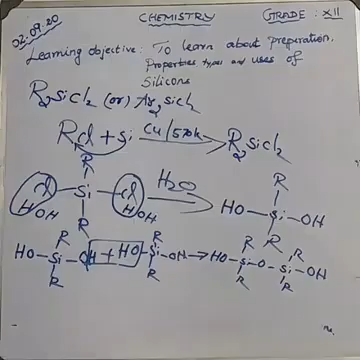 02.09.20 CHEMISTRY GRADE: XII
Learning objective: To learn about preparation,
Properties types and uses of
Silicons
R2SiCl2 (or) Ar2SiCl2
RCl + Si Cu/570k → R2SiCl2
R R
Cl — Si — Cl H2O → HO — Si — OH
HOH R HOH R
R R R R
HO — Si — OH + HO — Si — OH → HO — Si — O — Si — OH
R R R R